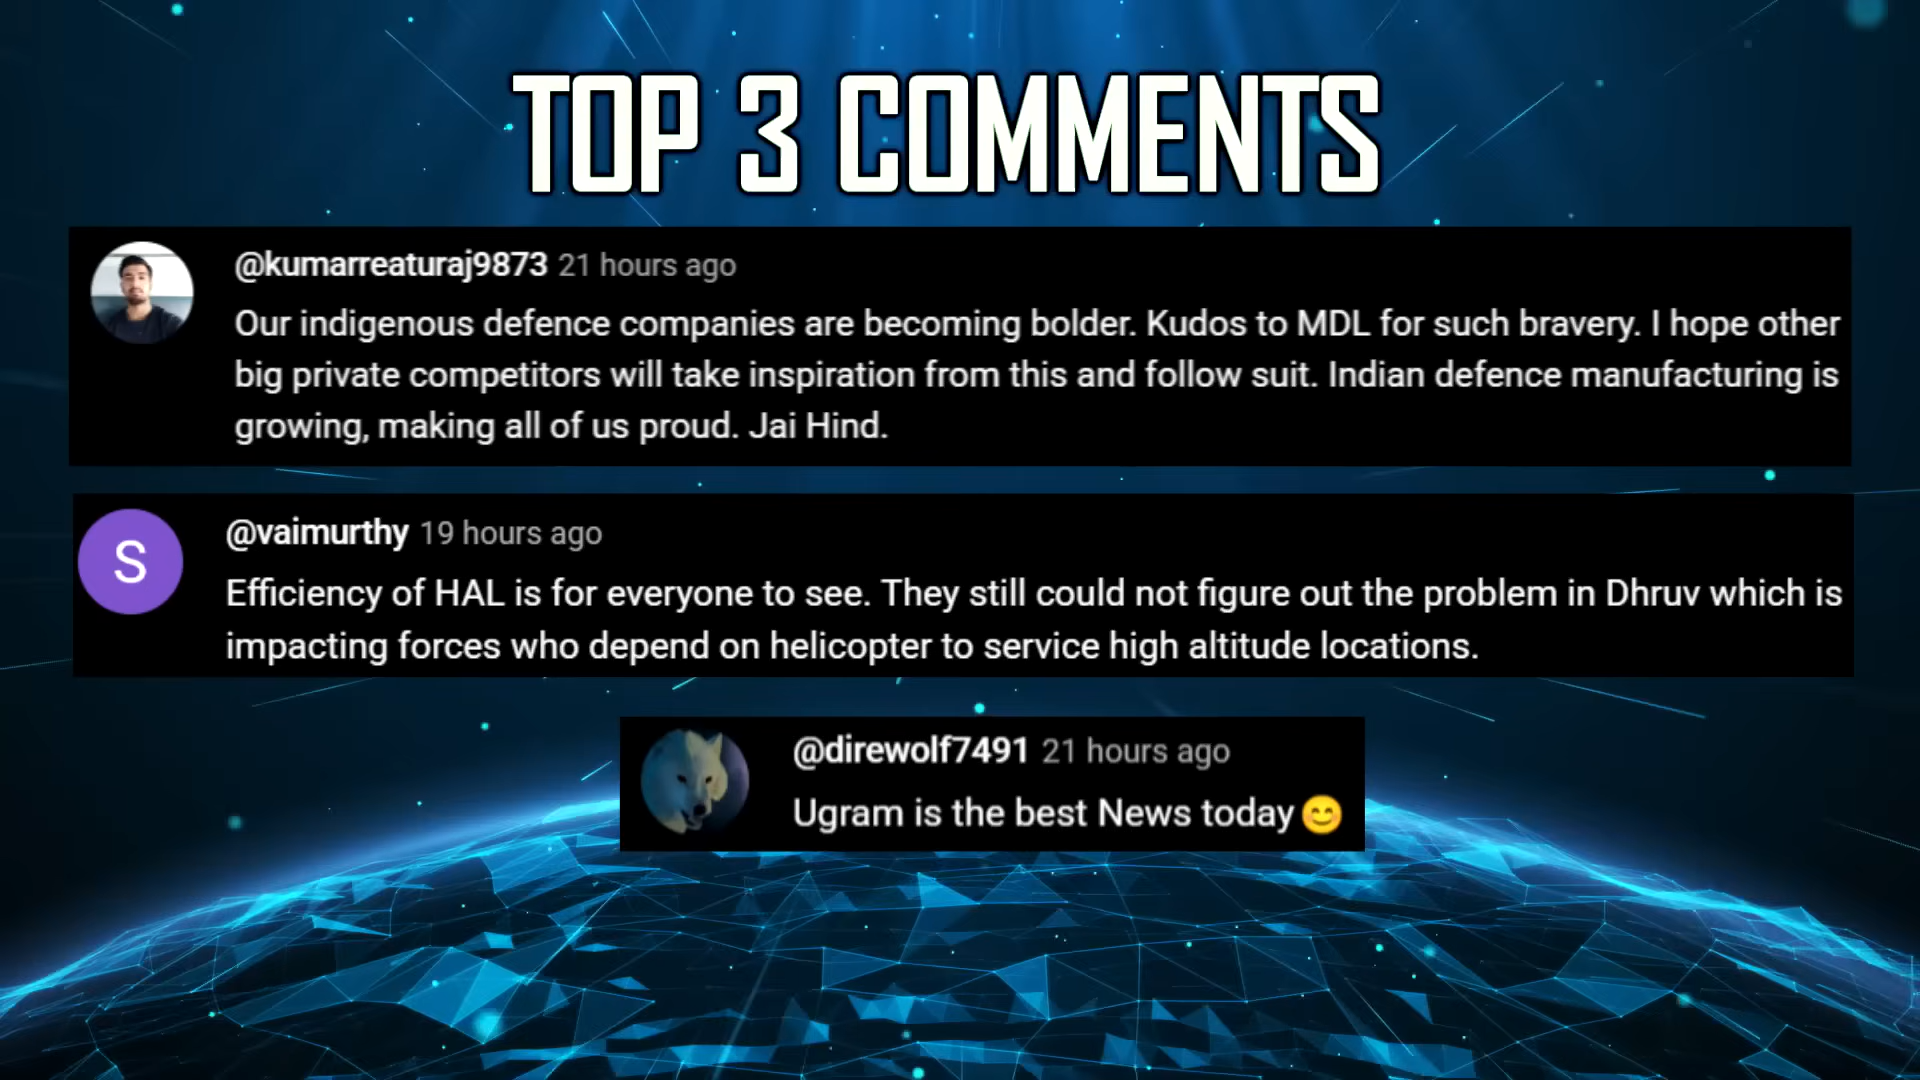 TOP 3 COMMENTS
@kumarreaturaj9873 21 hours ago
Our indigenous defence companies are becoming bolder. Kudos to MDL for such bravery. I hope other
big private competitors will take inspiration from this and follow suit. Indian defence manufacturing is
growing, making all of us proud. Jai Hind.
S
@vaimurthy 19 hours ago
Efficiency of HAL is for everyone to see. They still could not figure out the problem in Dhruv which is
impacting forces who depend on helicopter to service high altitude locations.
@direwolf7491 21 hours ago
Ugram is the best News today😊